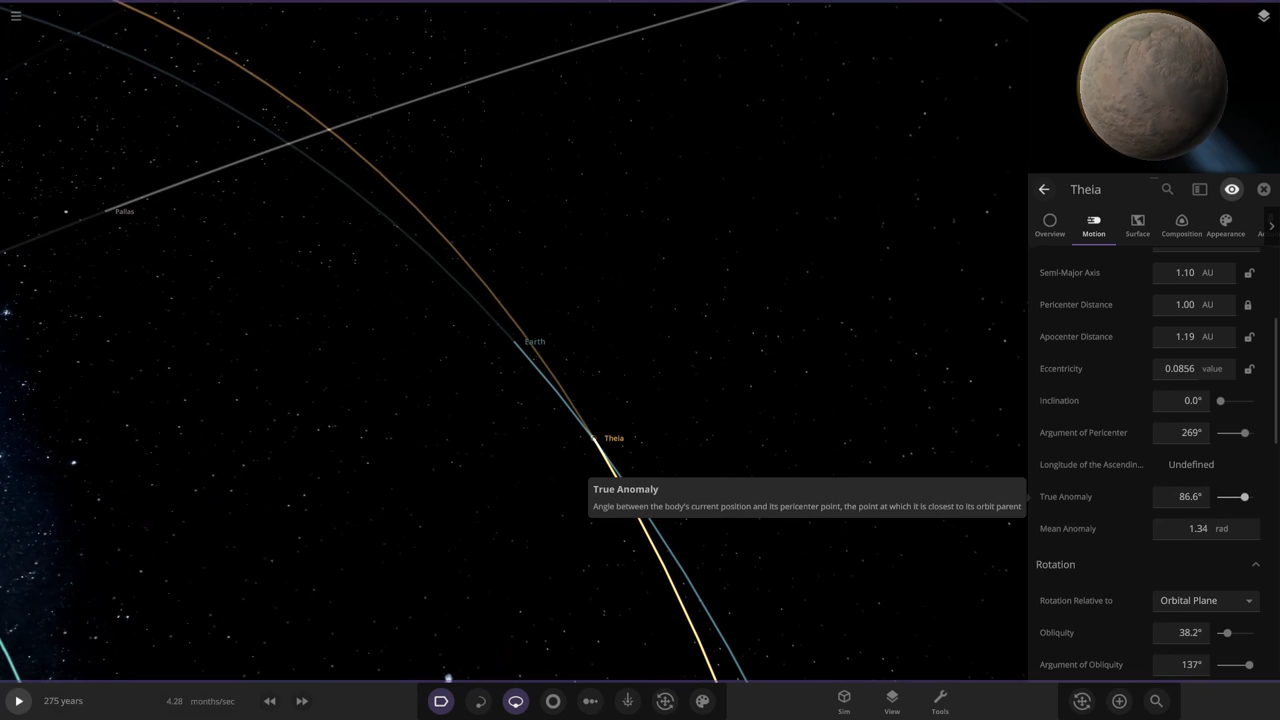 Pallas
Earth
Theia
True Anomaly
Angle between the body's current position and its pericenter point, the point at which it is closest to its orbit parent
Theia
Overview
Motion
Surface
Composition
Appearance
Semi-Major Axis 1.10 AU
Pericenter Distance 1.00 AU
Apocenter Distance 1.19 AU
Eccentricity 0.0856 value
Inclination 0.0°
Argument of Pericenter 269°
Longitude of the Ascendin... Undefined
True Anomaly 86.6°
Mean Anomaly 1.34 rad
Rotation
Rotation Relative to Orbital Plane
Obliquity 38.2°
Argument of Obliquity 137°
275 years
4.28 months/sec
Sim
View
Tools